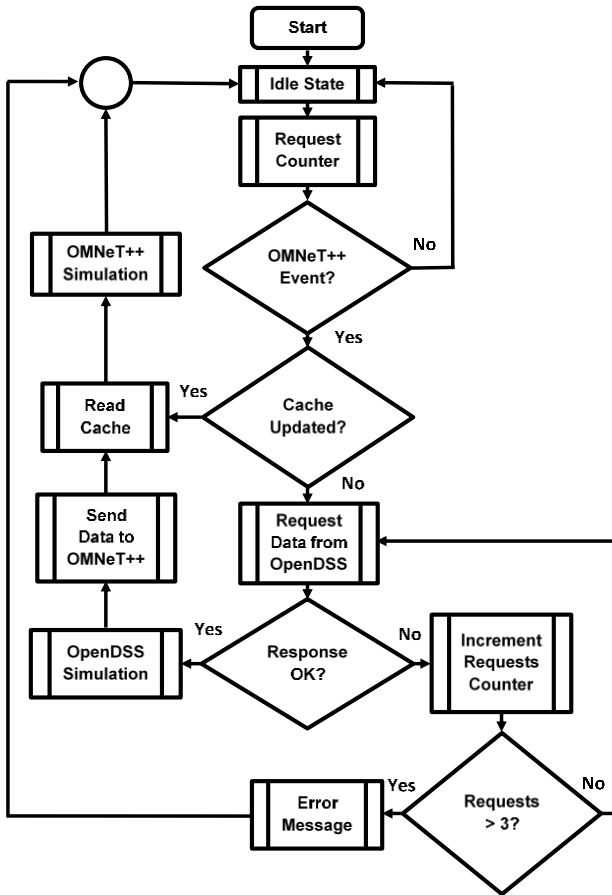 Start
Idle State
Request
Counter
OMNeT++
Event?
No
Yes
OMNeT++
Simulation
Cache
Updated?
Yes
No
Read
Cache
Send
Data to
OMNeT++
Request
Data from
OpenDSS
Response
OK?
Yes
No
OpenDSS
Simulation
Increment
Requests
Counter
Requests
> 3?
Yes
No
Error
Message